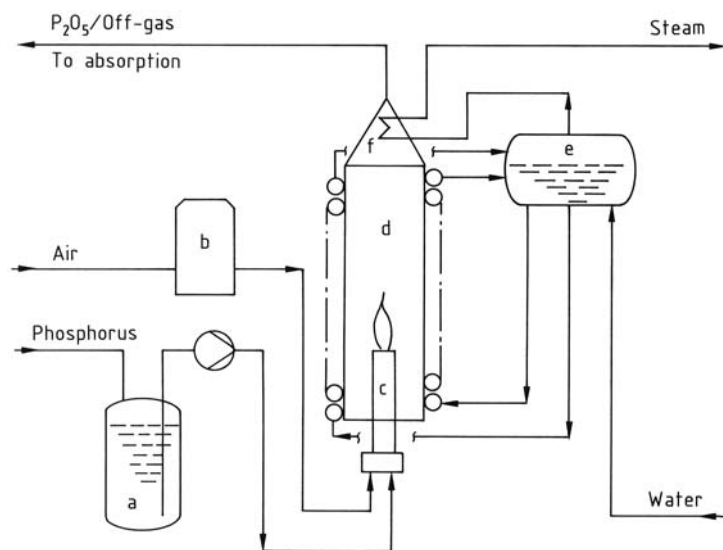 P₂O₅/Off-gas
To absorption
Steam
f
e
d
b
Air
Phosphorus
c
a
Water